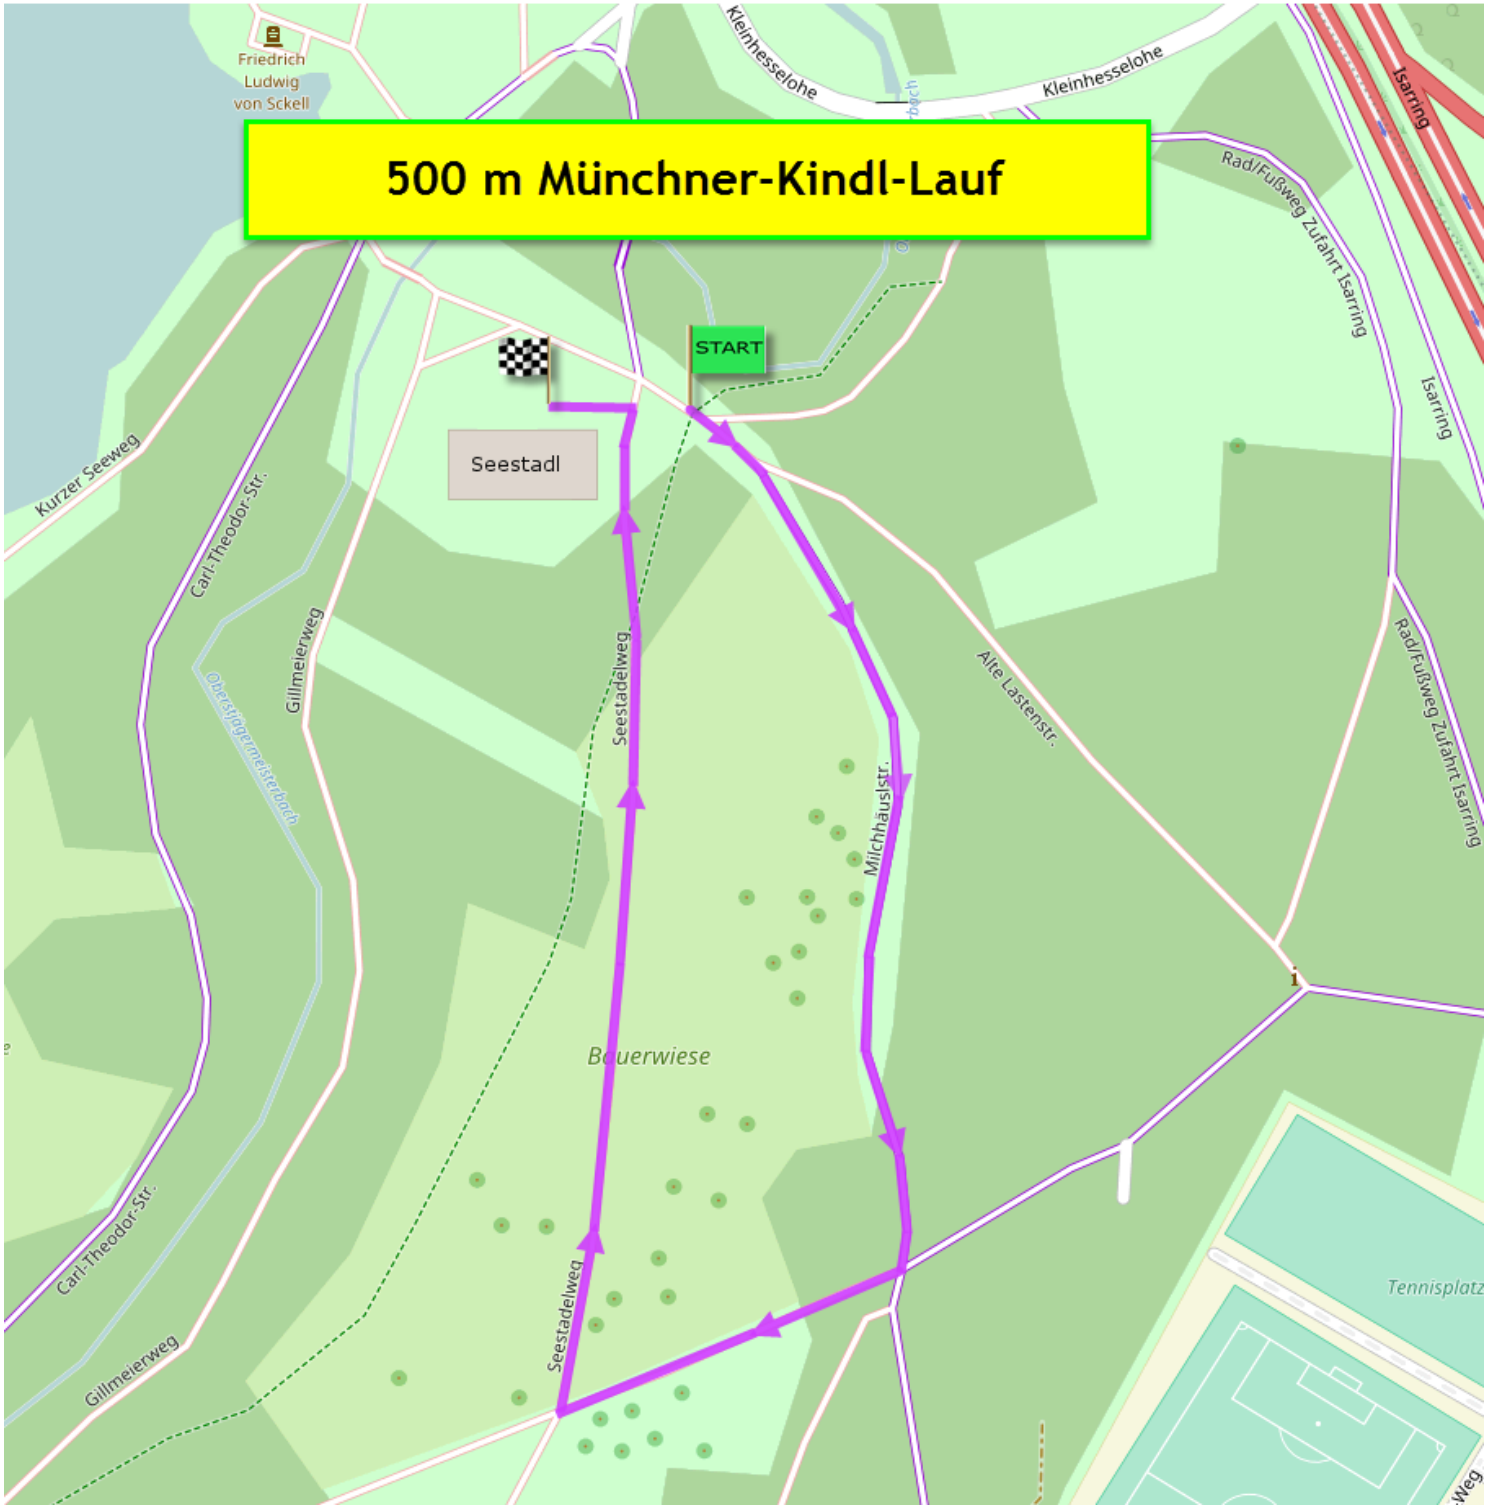 Friedrich
Ludwig
von Sckell
Kleinhesselohe
Kleinhesselohe
Isarring
rbach
500 m Münchner-Kindl-Lauf
Rad/Fußweg Zufahrt Isarring
O
START
Isarring
Kurzer Seeweg
Seestadl
Carl-Theodor-Str.
Gillmeierweg
Seestadelweg
Alte Lastenstr.
Rad/Fußweg Zufahrt Isarring
Oberstjägermeisterbach
Milchhäuslstr.
i
e
Bauerwiese
Carl-Theodor-Str.
Seestadelweg
Tennisplatz
Gillmeierweg
Weg